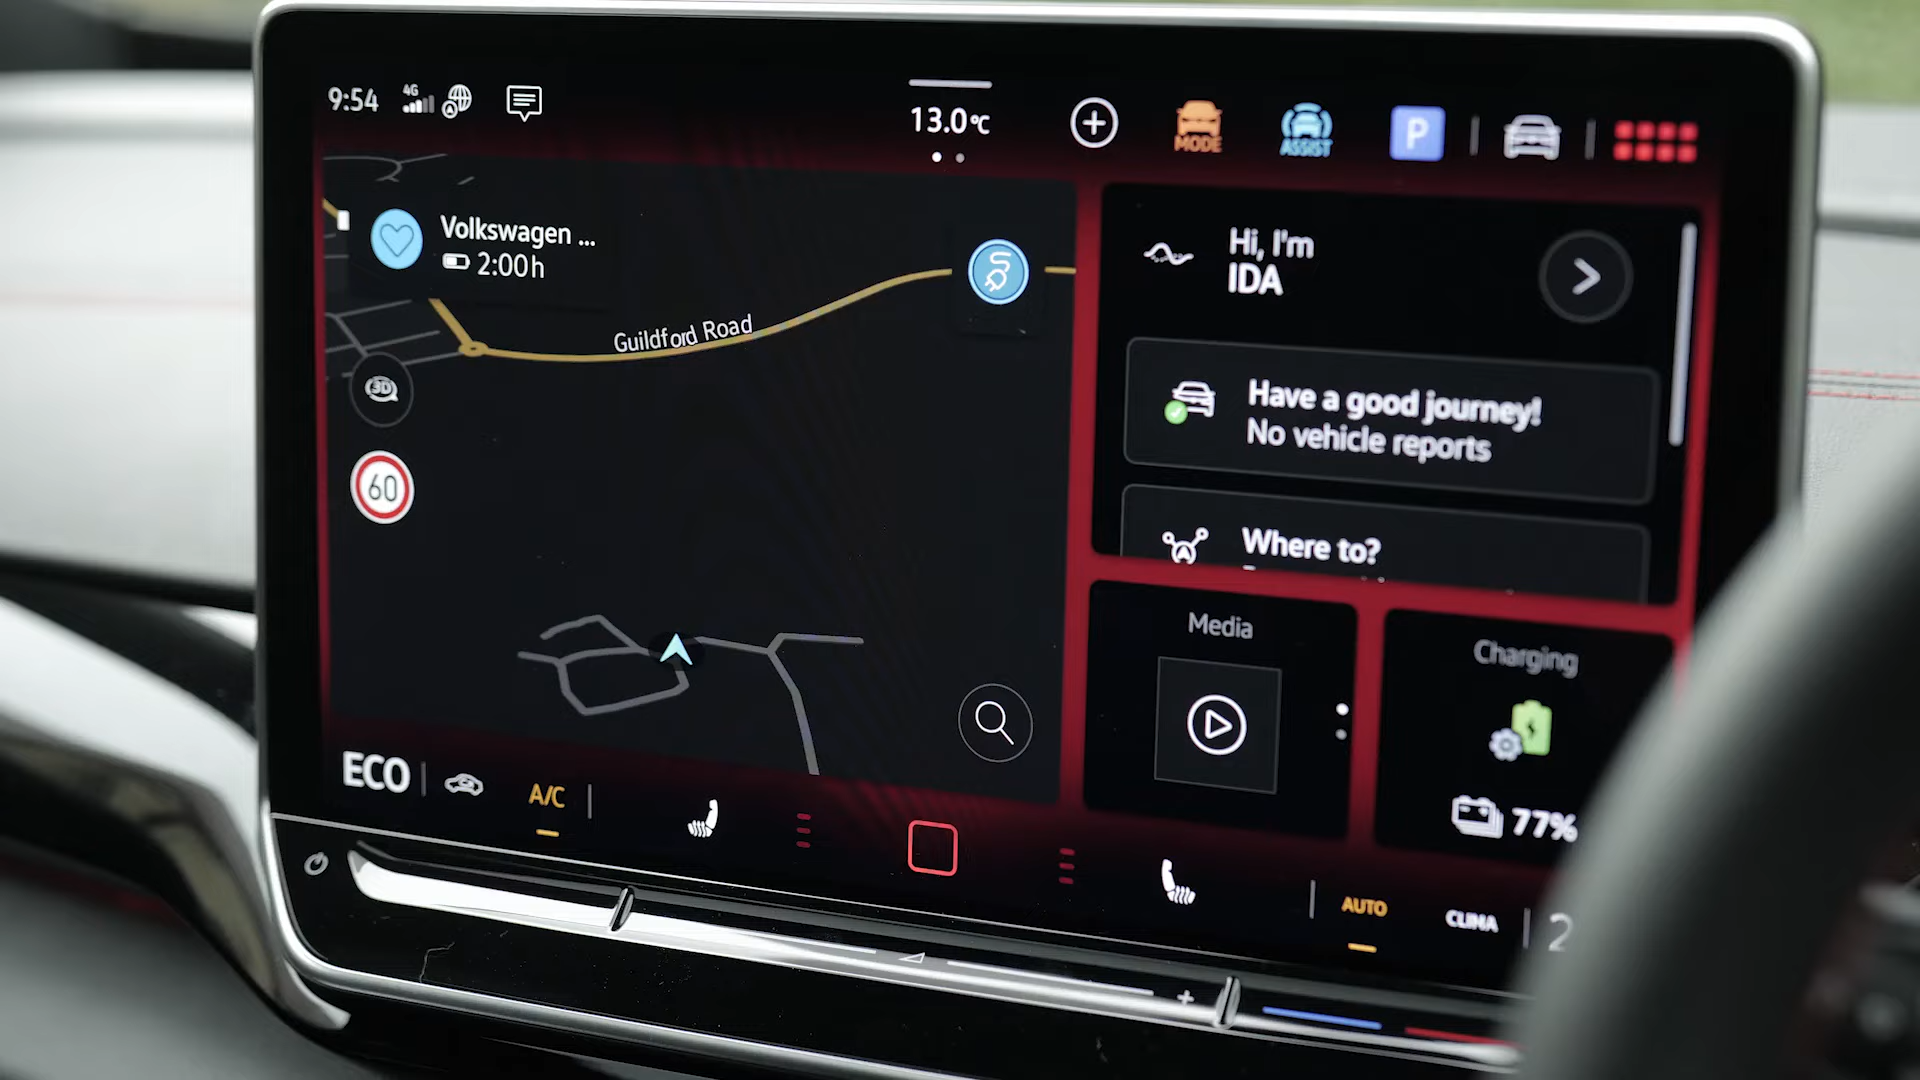 9:54
4G
13.0°C
MODE
ASSIST
P
Volkswagen ...
2:00h
Guildford Road
3D
60
Hi, I'm
IDA
Have a good journey!
No vehicle reports
Where to?
Media
Charging
77%
ECO
A/C
AUTO
CLIMA
2